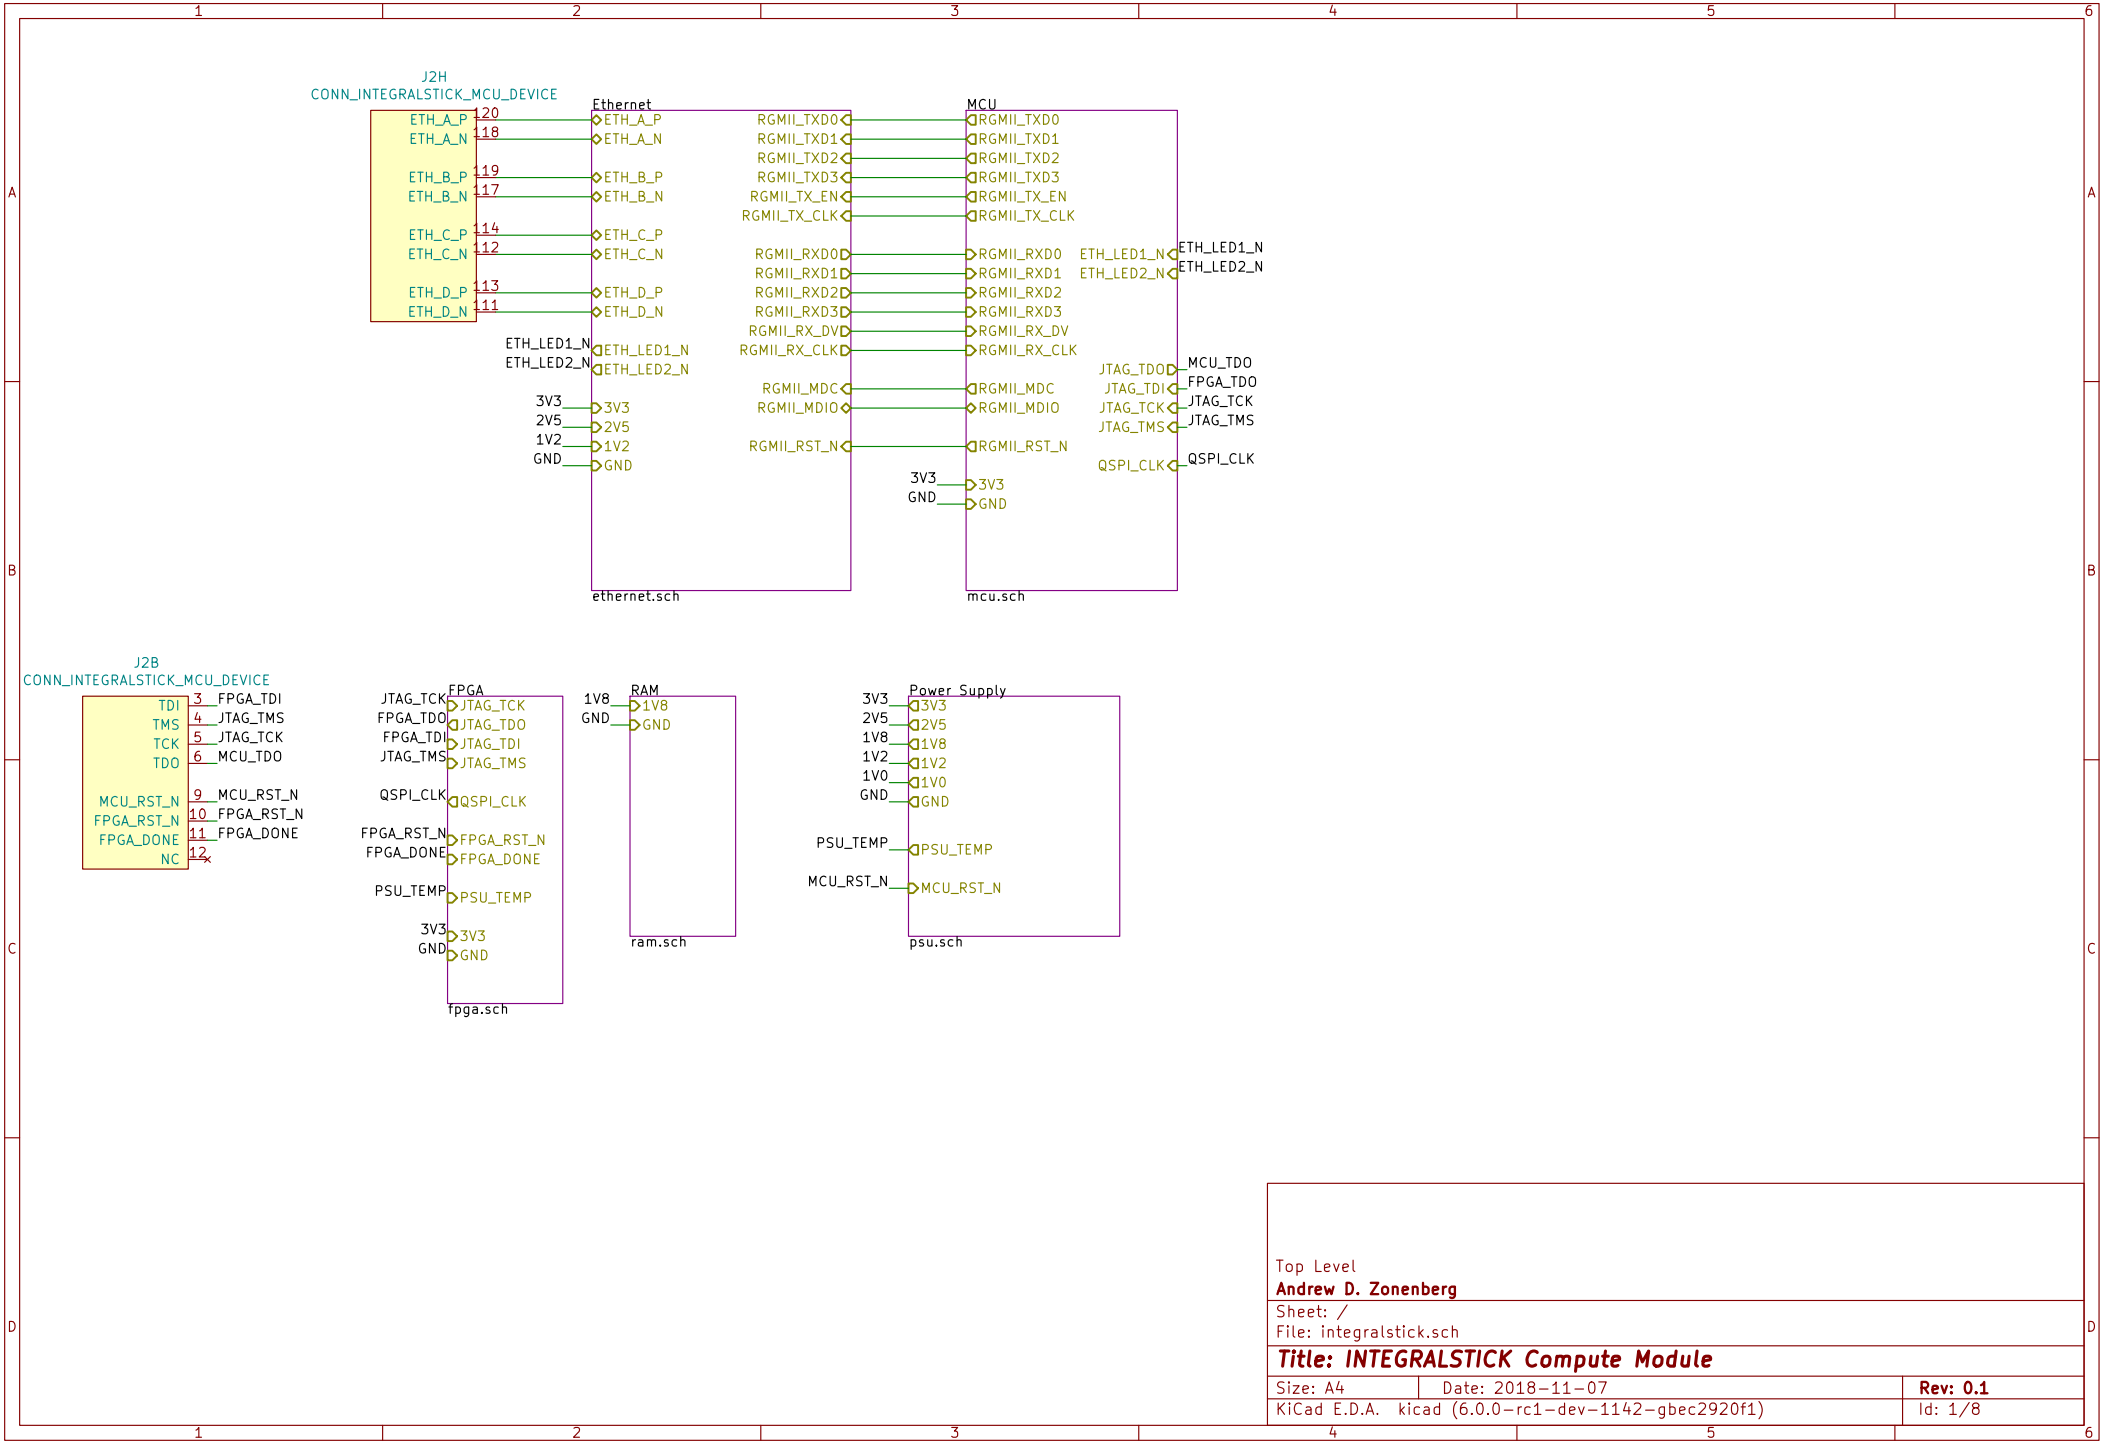 1 2 3 4 5 6
A
B
C
D
A
B
C
D
J2H
CONN_INTEGRALSTICK_MCU_DEVICE
ETH_A_P 120
ETH_A_N 118
ETH_B_P 119
ETH_B_N 117
ETH_C_P 114
ETH_C_N 112
ETH_D_P 113
ETH_D_N 111
Ethernet
ETH_A_P
ETH_A_N
ETH_B_P
ETH_B_N
ETH_C_P
ETH_C_N
ETH_D_P
ETH_D_N
ETH_LED1_N ETH_LED1_N
ETH_LED2_N ETH_LED2_N
3V3 3V3
2V5 2V5
1V2 1V2
GND GND
RGMII_TXD0
RGMII_TXD1
RGMII_TXD2
RGMII_TXD3
RGMII_TX_EN
RGMII_TX_CLK
RGMII_RXD0
RGMII_RXD1
RGMII_RXD2
RGMII_RXD3
RGMII_RX_DV
RGMII_RX_CLK
RGMII_MDC
RGMII_MDIO
RGMII_RST_N
ethernet.sch
MCU
RGMII_TXD0
RGMII_TXD1
RGMII_TXD2
RGMII_TXD3
RGMII_TX_EN
RGMII_TX_CLK
RGMII_RXD0
RGMII_RXD1
RGMII_RXD2
RGMII_RXD3
RGMII_RX_DV
RGMII_RX_CLK
RGMII_MDC
RGMII_MDIO
RGMII_RST_N
3V3 3V3
GND GND
ETH_LED1_N ETH_LED1_N
ETH_LED2_N ETH_LED2_N
JTAG_TDO MCU_TDO
JTAG_TDI FPGA_TDO
JTAG_TCK JTAG_TCK
JTAG_TMS JTAG_TMS
QSPI_CLK QSPI_CLK
mcu.sch
J2B
CONN_INTEGRALSTICK_MCU_DEVICE
TDI 3 FPGA_TDI
TMS 4 JTAG_TMS
TCK 5 JTAG_TCK
TDO 6 MCU_TDO
MCU_RST_N 9 MCU_RST_N
FPGA_RST_N 10 FPGA_RST_N
FPGA_DONE 11 FPGA_DONE
NC 12
FPGA
JTAG_TCK JTAG_TCK
FPGA_TDO JTAG_TDO
FPGA_TDI JTAG_TDI
JTAG_TMS JTAG_TMS
QSPI_CLK QSPI_CLK
FPGA_RST_N FPGA_RST_N
FPGA_DONE FPGA_DONE
PSU_TEMP PSU_TEMP
3V3 3V3
GND GND
fpga.sch
RAM
1V8 1V8
GND GND
ram.sch
Power Supply
3V3 3V3
2V5 2V5
1V8 1V8
1V2 1V2
1V0 1V0
GND GND
PSU_TEMP PSU_TEMP
MCU_RST_N MCU_RST_N
psu.sch
Top Level
Andrew D. Zonenberg
Sheet: /
File: integralstick.sch
Title: INTEGRALSTICK Compute Module
Size: A4 Date: 2018-11-07 Rev: 0.1
KiCad E.D.A. kicad (6.0.0-rc1-dev-1142-gbec2920f1) Id: 1/8
1 2 3 4 5 6